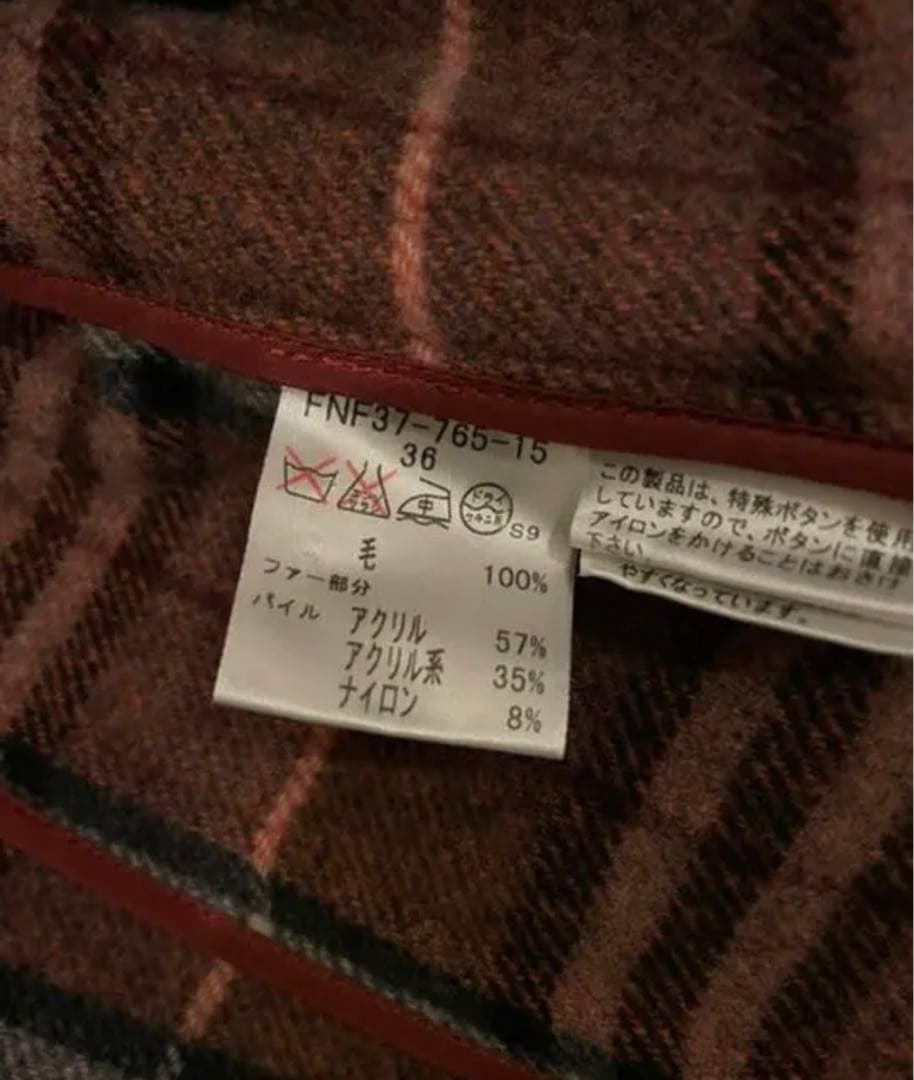 FNF37-765-15
36
中
ドライ
S9
毛 100%
ファー部分
パイル アクリル 57%
アクリル系 35%
ナイロン 8%
この製品は、特殊ボタンを使用
していますので、ボタンに直接
アイロンをかけることはおさけ
下さい
やすくなっています。